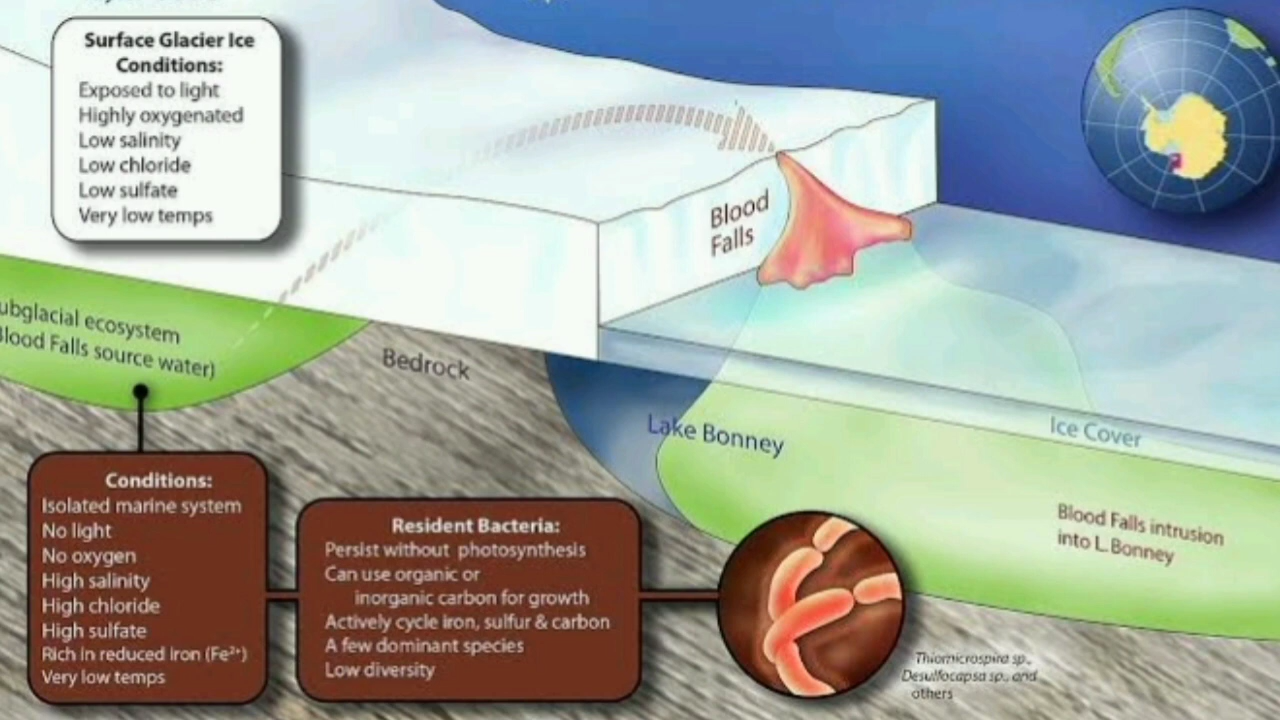 Surface Glacier Ice
Conditions:
Exposed to light
Highly oxygenated
Low salinity
Low chloride
Low sulfate
Very low temps
Blood
Falls
ubglacial ecosystem
Blood Falls source water)
Bedrock
Lake Bonney
Ice Cover
Blood Falls intrusion
into L. Bonney
Conditions:
Isolated marine system
No light
No oxygen
High salinity
High chloride
High sulfate
Rich in reduced iron (Fe²⁺)
Very low temps
Resident Bacteria:
Persist without photosynthesis
Can use organic or
inorganic carbon for growth
Actively cycle iron, sulfur & carbon
A few dominant species
Low diversity
Thiomicrospira sp.,
Desulfocapsa sp., and
others